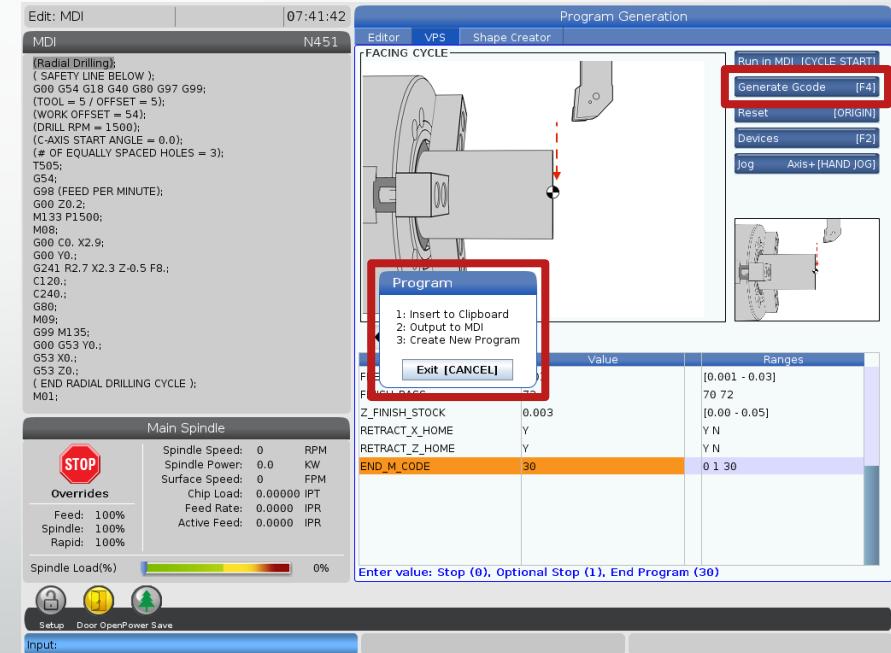 Edit: MDI
07:41:42
Program Generation
Editor VPS Shape Creator
MDI N451
(Radial Drilling);
( SAFETY LINE BELOW );
G00 G54 G18 G40 G80 G97 G99;
(TOOL = 5 / OFFSET = 5);
(WORK OFFSET = 54);
(DRILL RPM = 1500);
(C-AXIS START ANGLE = 0.0);
(# OF EQUALLY SPACED HOLES = 3);
T505;
G54;
G98 (FEED PER MINUTE);
G00 Z0.2;
M133 P1500;
M08;
G00 C0. X2.9;
G00 Y0.;
G241 R2.7 X2.3 Z-0.5 F8.;
C120.;
C240.;
G80;
M09;
G99 M135;
G00 G53 Y0.;
G53 X0.;
G53 Z0.;
( END RADIAL DRILLING CYCLE );
M01;
FACING CYCLE
Run in MDI [CYCLE START]
Generate Gcode [F4]
Reset [ORIGIN]
Devices [F2]
Jog Axis+[HAND JOG]
Program
1: Insert to Clipboard
2: Output to MDI
3: Create New Program
Exit [CANCEL]
Value Ranges
[0.001 - 0.03]
70 72
Z_FINISH_STOCK 0.003 [0.00 - 0.05]
RETRACT_X_HOME Y Y N
RETRACT_Z_HOME Y Y N
END_M_CODE 30 0 1 30
Enter value: Stop (0), Optional Stop (1), End Program (30)
Main Spindle
STOP
Overrides
Feed: 100%
Spindle: 100%
Rapid: 100%
Spindle Speed: 0 RPM
Spindle Power: 0.0 KW
Surface Speed: 0 FPM
Chip Load: 0.00000 IPT
Feed Rate: 0.0000 IPR
Active Feed: 0.0000 IPR
Spindle Load(%) 0%
Setup Door Open Power Save
Input: